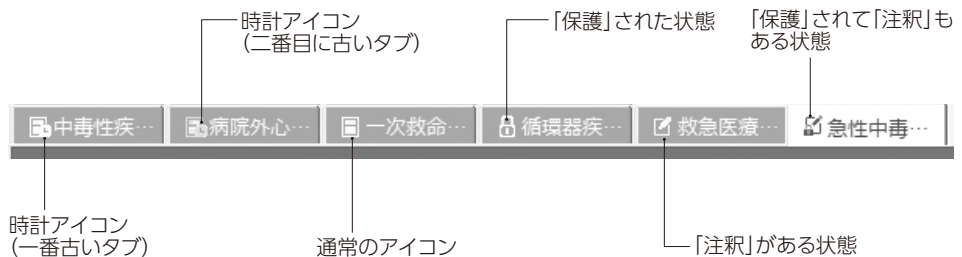 時計アイコン
（二番目に古いタブ）
「保護」された状態
「保護」されて「注釈」も
ある状態
中毒性疾…
病院外心…
一次救命…
循環器疾…
救急医療…
急性中毒…
時計アイコン
（一番古いタブ）
通常のアイコン
「注釈」がある状態